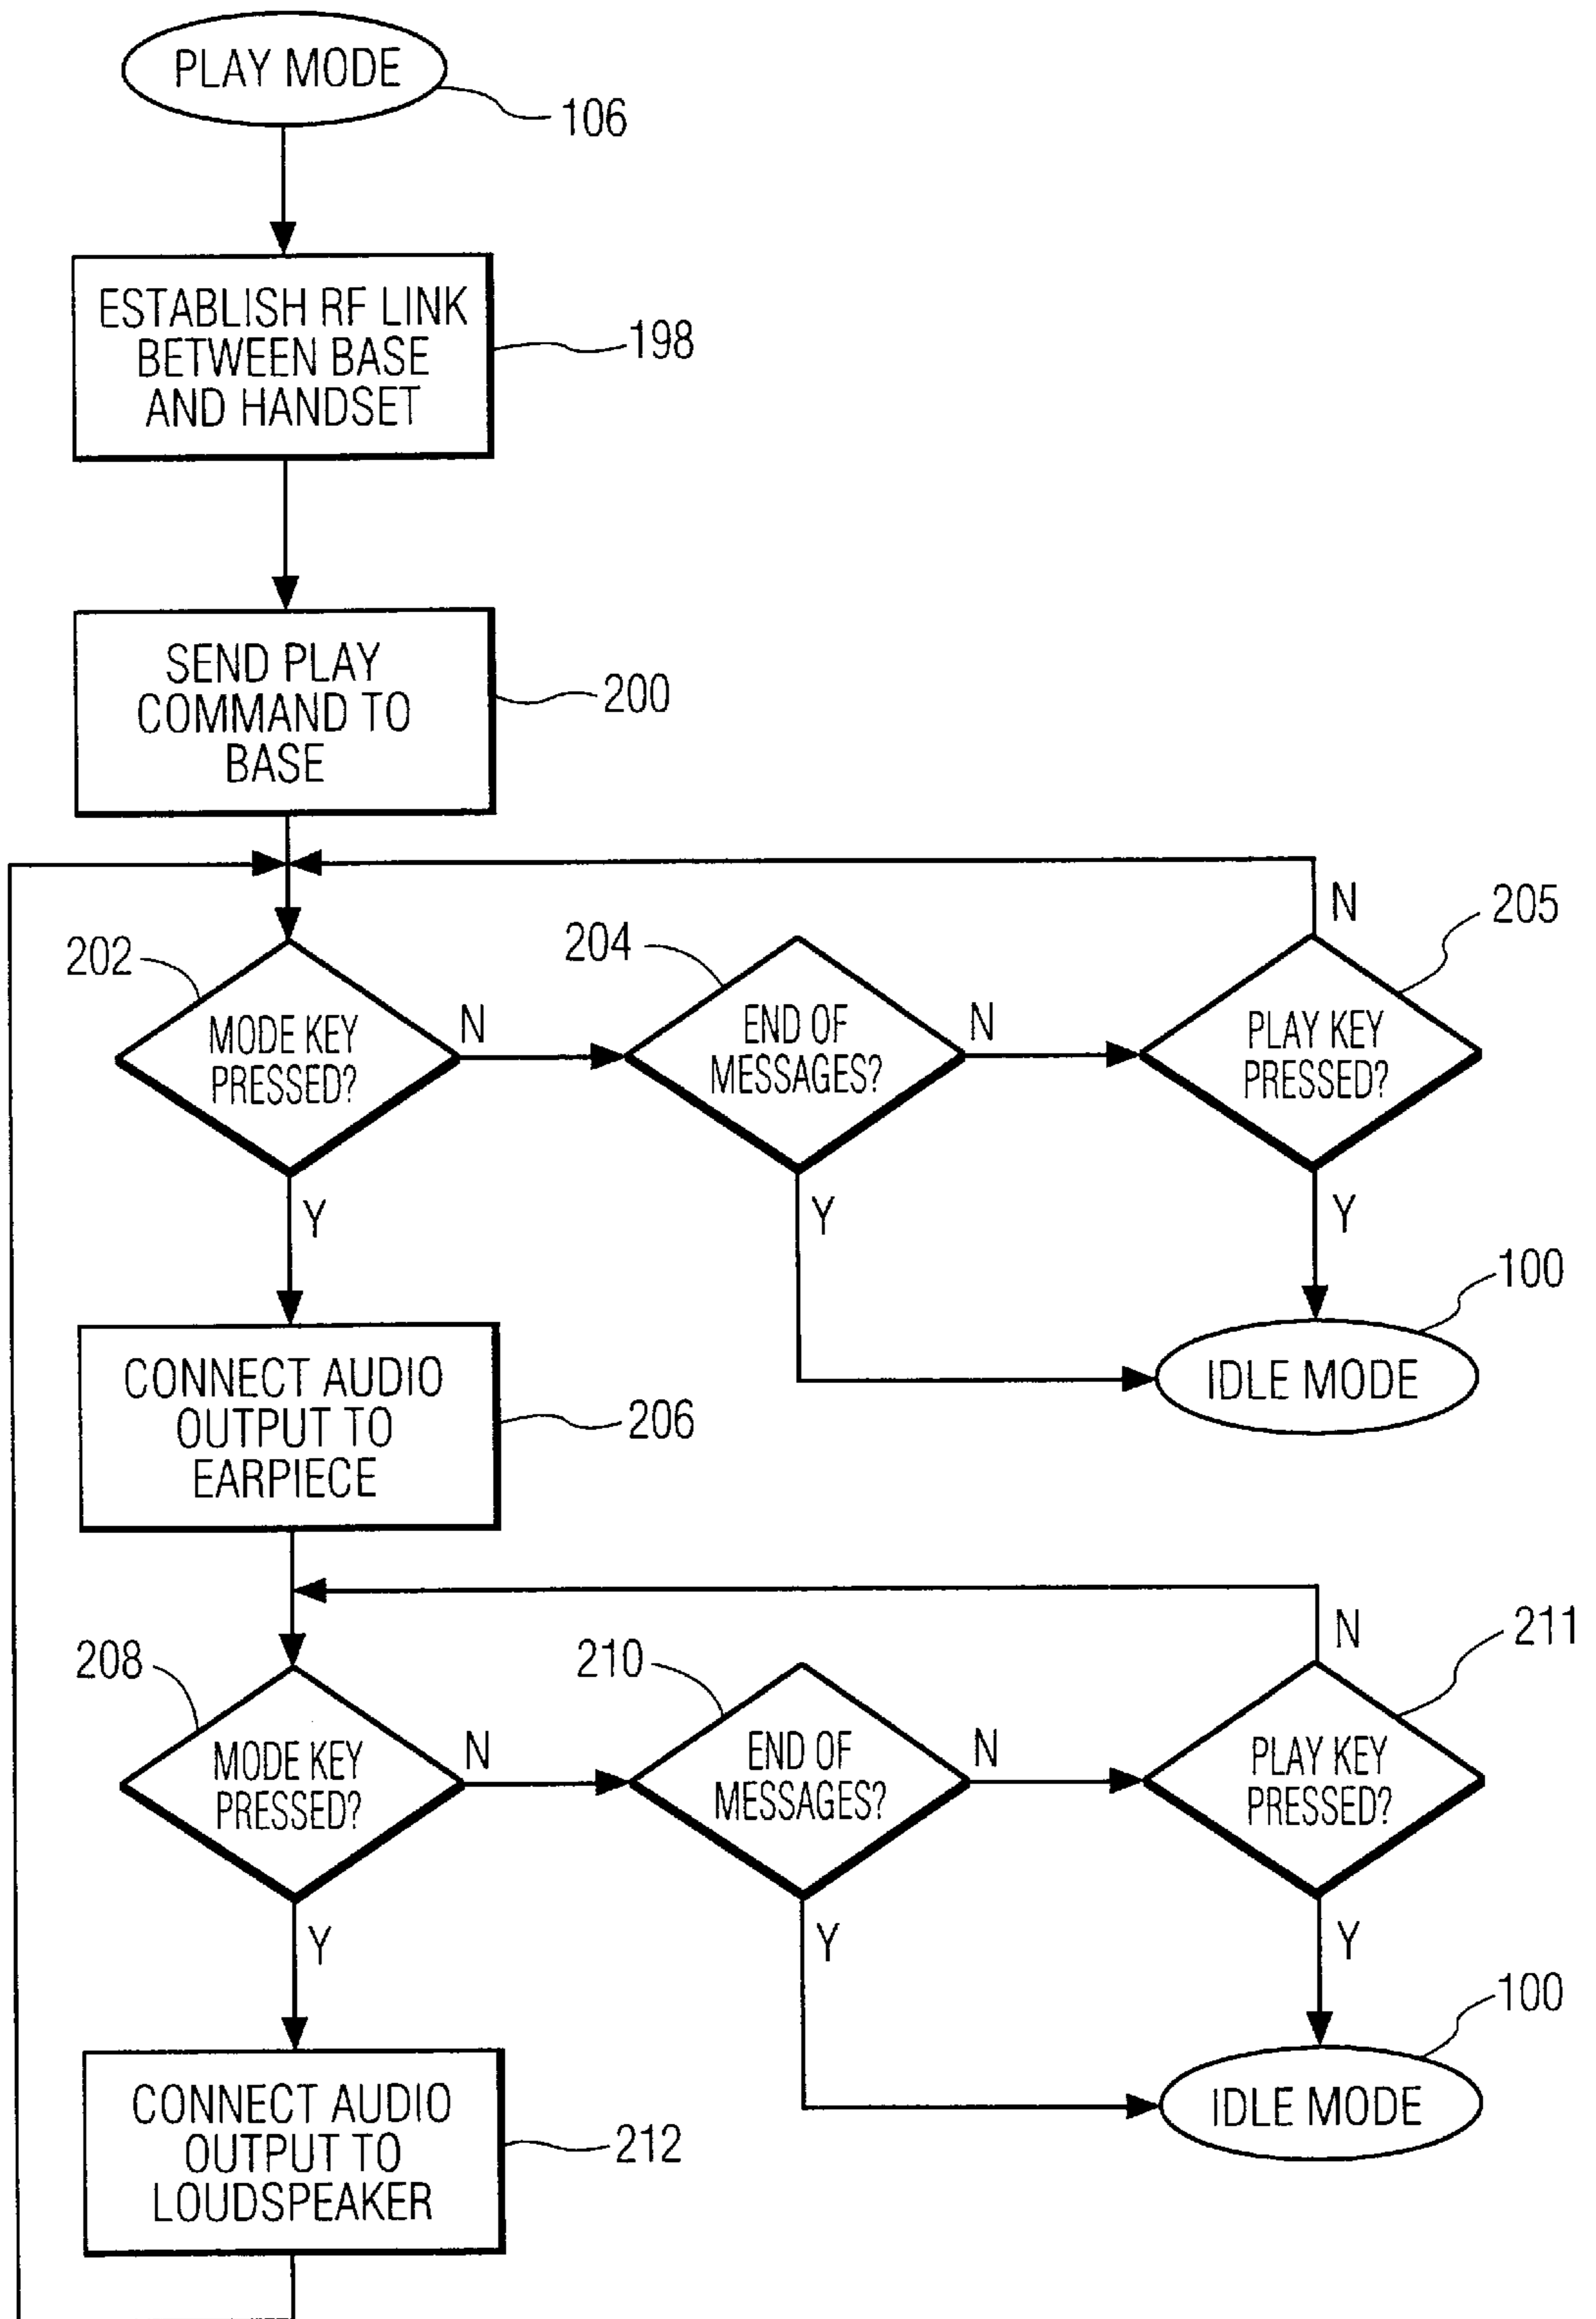 PLAY MODE
106
ESTABLISH RF LINK
BETWEEN BASE
AND HANDSET
198
SEND PLAY
COMMAND TO
BASE
200
202
MODE KEY
PRESSED?
N
Y
204
END OF
MESSAGES?
N
Y
205
N
PLAY KEY
PRESSED?
Y
100
IDLE MODE
CONNECT AUDIO
OUTPUT TO
EARPIECE
206
208
MODE KEY
PRESSED?
N
Y
210
END OF
MESSAGES?
N
Y
211
N
PLAY KEY
PRESSED?
Y
100
IDLE MODE
CONNECT AUDIO
OUTPUT TO
LOUDSPEAKER
212